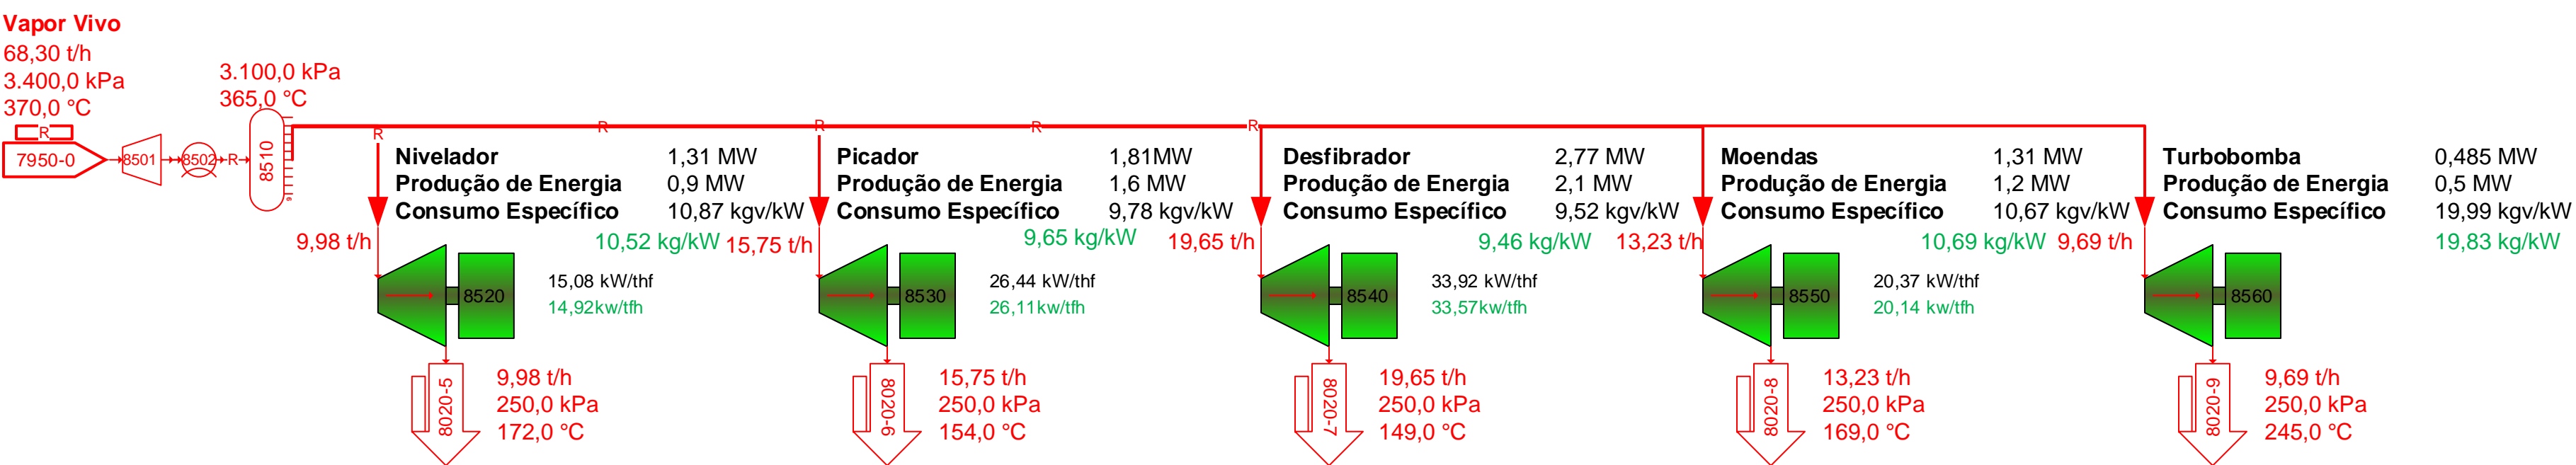 Vapor Vivo
68,30 t/h
3.400,0 kPa
370,0 °C
R
7950-0
8501
8502
R
3.100,0 kPa
365,0 °C
8510
R
R
R
R
R
Nivelador 1,31 MW
Produção de Energia 0,9 MW
Consumo Específico 10,87 kgv/kW
9,98 t/h
10,52 kg/kW
8520
15,08 kW/thf
14,92kw/tfh
8020-5
9,98 t/h
250,0 kPa
172,0 °C
Picador 1,81MW
Produção de Energia 1,6 MW
Consumo Específico 9,78 kgv/kW
15,75 t/h
9,65 kg/kW
8530
26,44 kW/thf
26,11kw/tfh
8020-6
15,75 t/h
250,0 kPa
154,0 °C
Desfibrador 2,77 MW
Produção de Energia 2,1 MW
Consumo Específico 9,52 kgv/kW
19,65 t/h
9,46 kg/kW
8540
33,92 kW/thf
33,57kw/tfh
8020-7
19,65 t/h
250,0 kPa
149,0 °C
Moendas 1,31 MW
Produção de Energia 1,2 MW
Consumo Específico 10,67 kgv/kW
13,23 t/h
10,69 kg/kW
8550
20,37 kW/thf
20,14 kw/tfh
8020-8
13,23 t/h
250,0 kPa
169,0 °C
Turbobomba 0,485 MW
Produção de Energia 0,5 MW
Consumo Específico 19,99 kgv/kW
9,69 t/h
19,83 kg/kW
8560
8020-9
9,69 t/h
250,0 kPa
245,0 °C